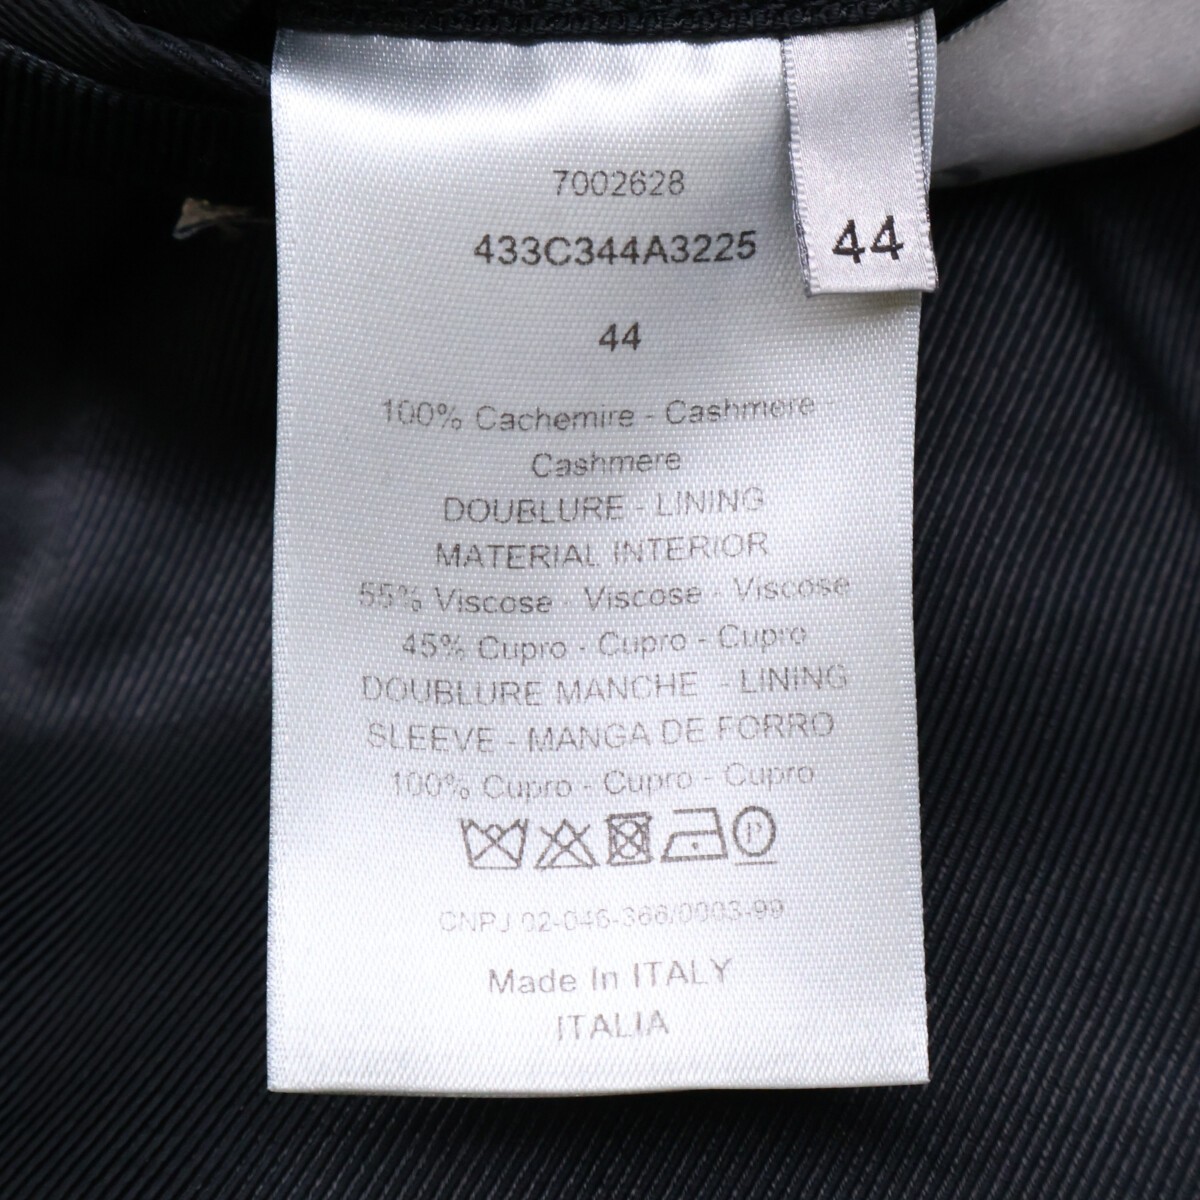 7002628
433C344A3225
44
44
100% Cachemire - Cashmere -
Cashmere
DOUBLURE - LINING
MATERIAL INTERIOR
55% Viscose - Viscose - Viscose
45% Cupro - Cupro - Cupro
DOUBLURE MANCHE - LINING
SLEEVE - MANGA DE FORRO
100% Cupro - Cupro - Cupro
P
CNPJ 02-046-366/0003-99
Made In ITALY
ITALIA